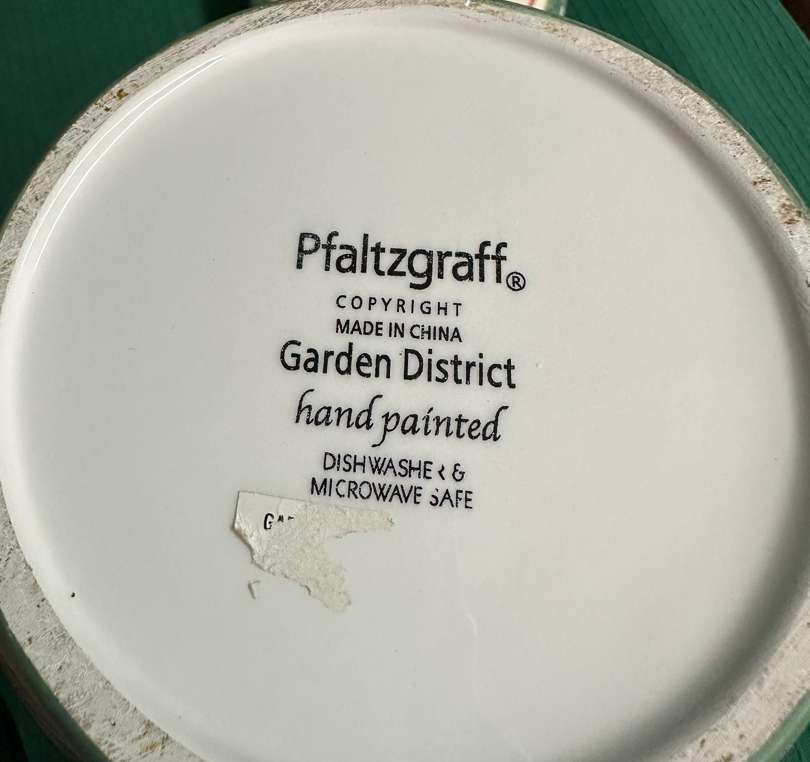 Pfaltzgraff®
COPYRIGHT
MADE IN CHINA
Garden District
hand painted
DISHWASHER &
MICROWAVE SAFE